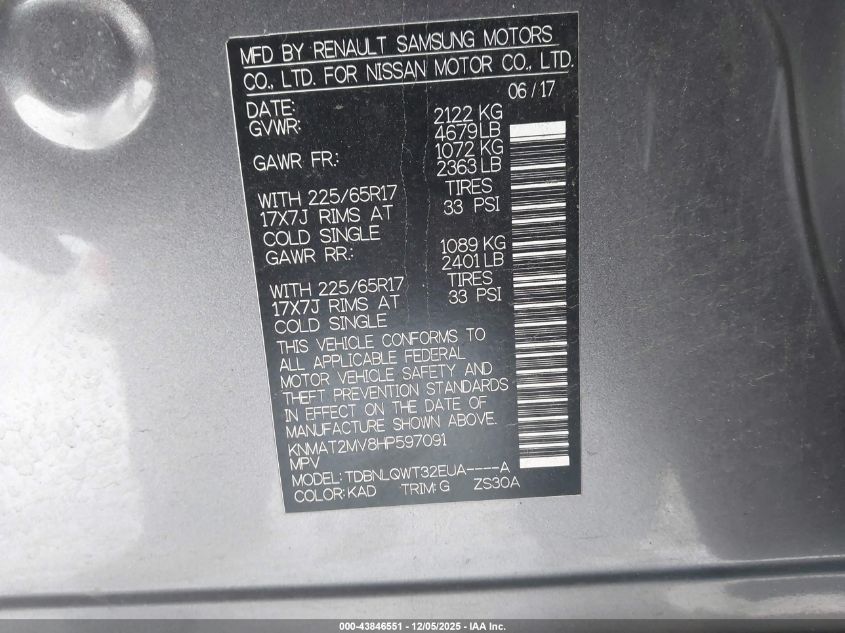 MFD BY RENAULT SAMSUNG MOTORS
CO., LTD. FOR NISSAN MOTOR CO., LTD.
DATE: 06/17
GVWR: 2122 KG
4679LB
GAWR FR.: 1072 KG
2363 LB
WITH 225/65R17 TIRES
17X7J RIMS AT 33 PSI
COLD SINGLE
GAWR RR.: 1089 KG
2401 LB
WITH 225/65R17 TIRES
17X7J RIMS AT 33 PSI
COLD SINGLE
THIS VEHICLE CONFORMS TO
ALL APPLICABLE FEDERAL
MOTOR VEHICLE SAFETY AND
THEFT PREVENTION STANDARDS
IN EFFECT ON THE DATE OF
MANUFACTURE SHOWN ABOVE.
KNMAT2MV8HP597091
MPV
MODEL: TDBNLQWT32EUA----A
COLOR:KAD TRIM:G ZS30A
000-43846551 - 12/05/2025 - IAA Inc.